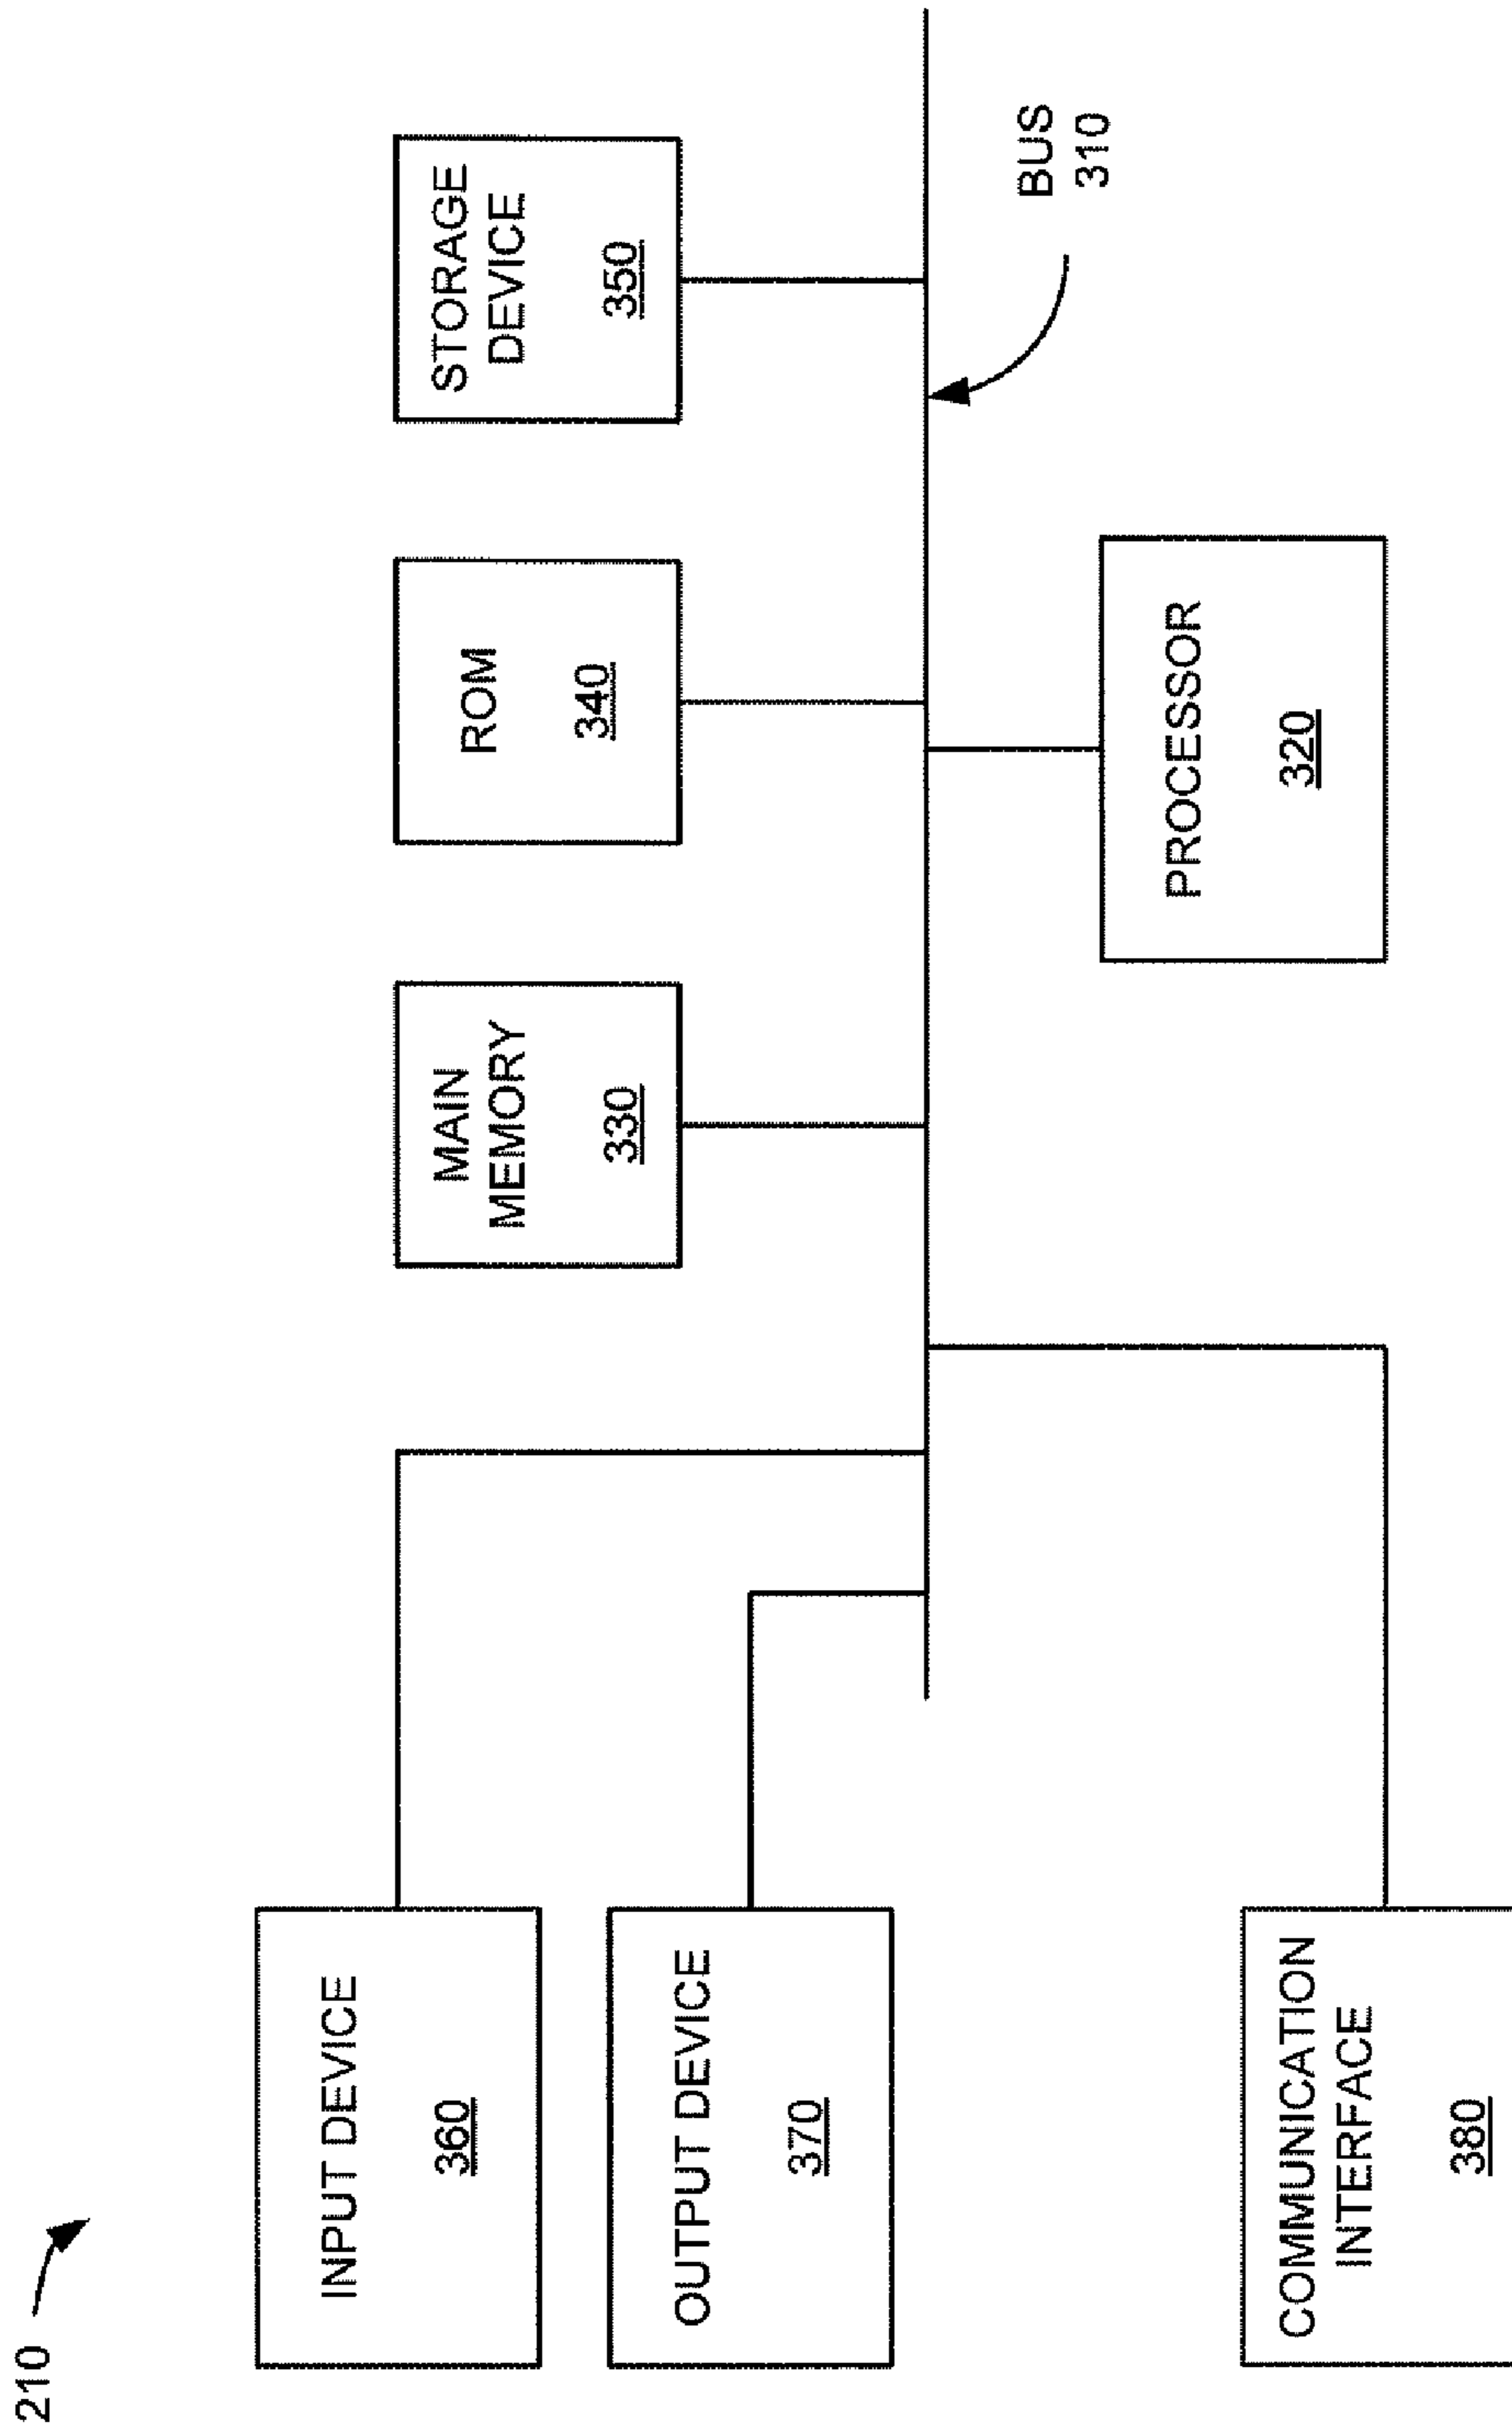 210
INPUT DEVICE
360
OUTPUT DEVICE
370
COMMUNICATION
INTERFACE
380
MAIN
MEMORY
330
ROM
340
STORAGE
DEVICE
350
PROCESSOR
320
BUS
310